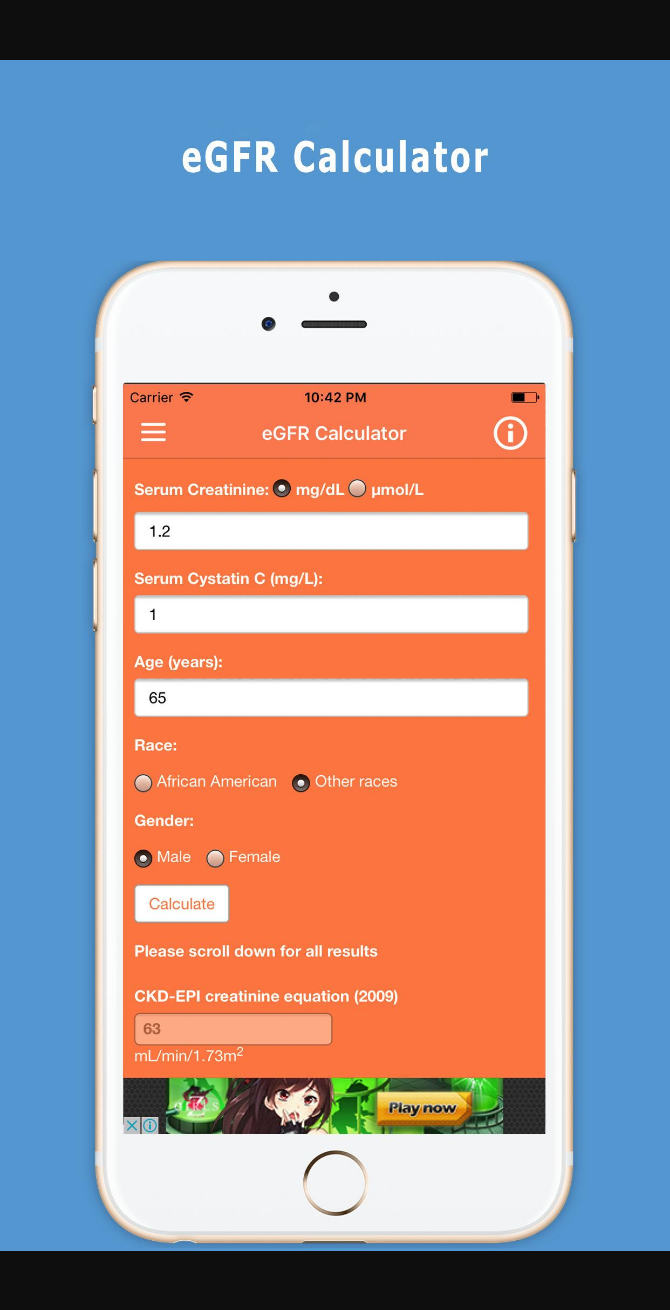 eGFR Calculator
Carrier 10:42 PM
eGFR Calculator
Serum Creatinine: mg/dL µmol/L
1.2
Serum Cystatin C (mg/L):
1
Age (years):
65
Race:
African American Other races
Gender:
Male Female
Calculate
Please scroll down for all results
CKD-EPI creatinine equation (2009)
63
mL/min/1.73m²
Play now